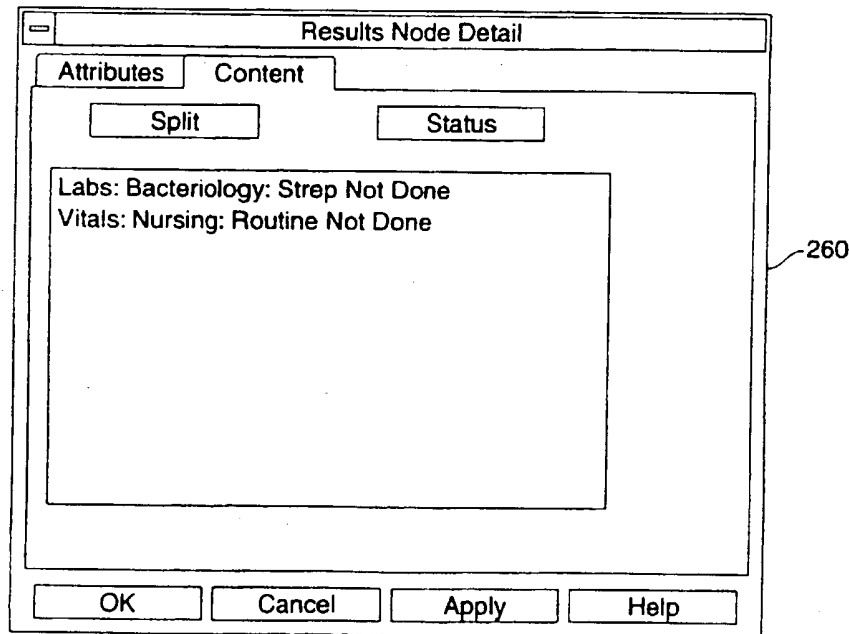 Results Node Detail
Attributes Content
Split Status
Labs: Bacteriology: Strep Not Done
Vitals: Nursing: Routine Not Done
260
OK Cancel Apply Help